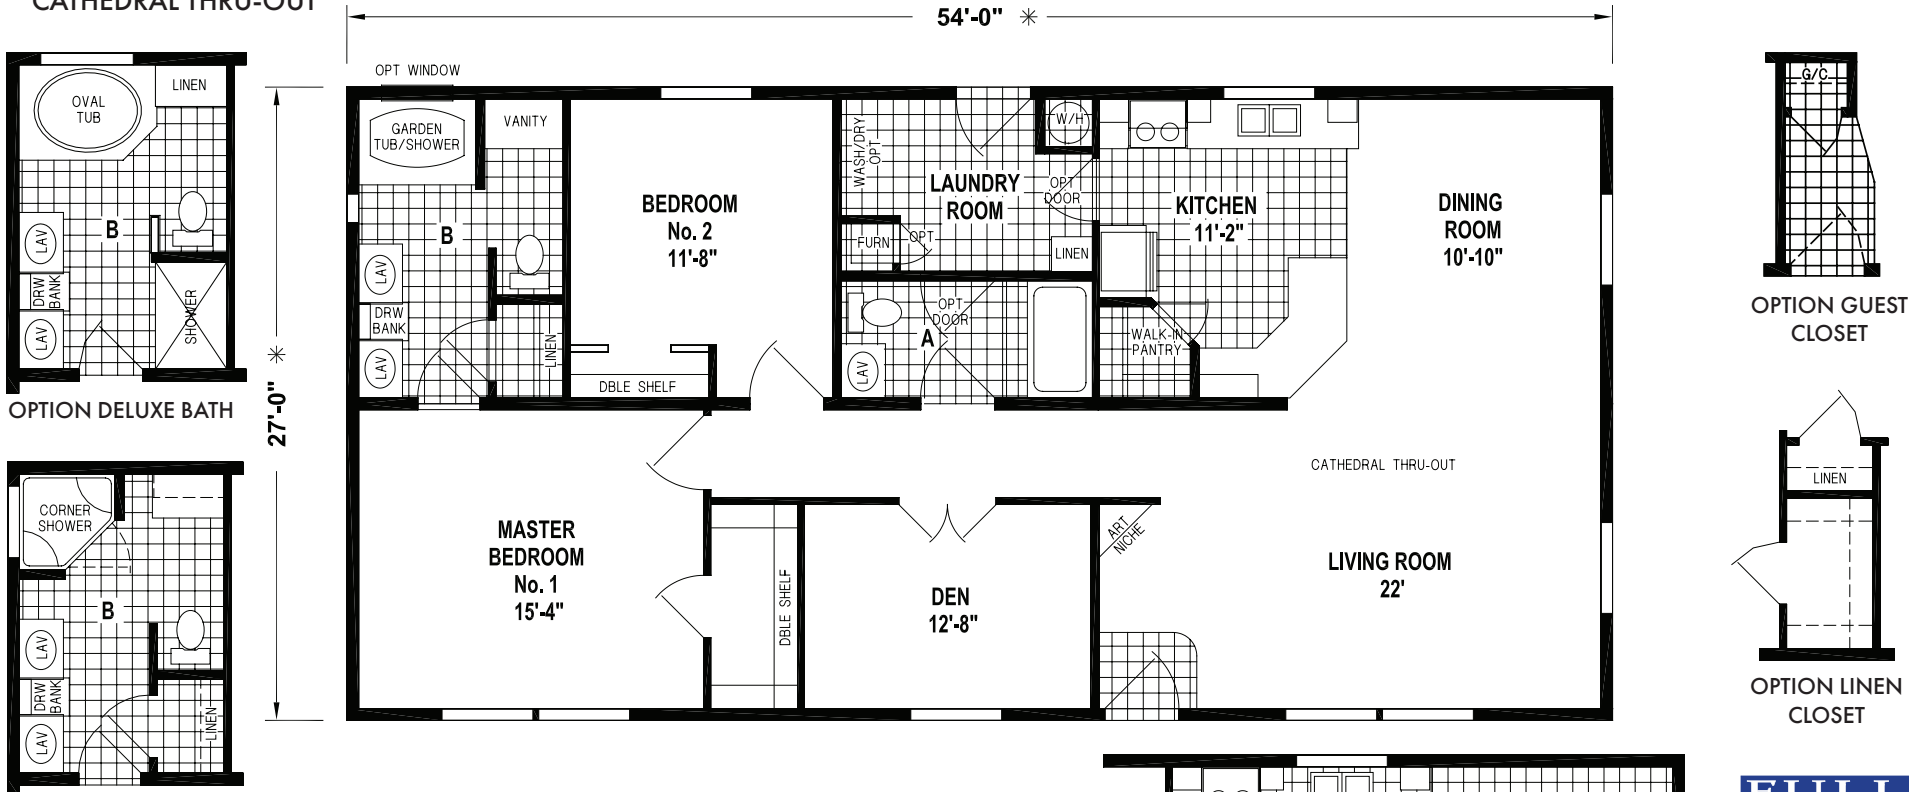 CATHEDRAL THRU-OUT
54'-0" *
27'-0" *
OPT WINDOW
OVAL
TUB
LINEN
LAV
B
DRW
BANK
LAV
SHOWER
OPTION DELUXE BATH
CORNER
SHOWER
B
LAV
DRW
BANK
LAV
LINEN
GARDEN
TUB/SHOWER
VANITY
B
LAV
DRW
BANK
LAV
LINEN
BEDROOM
No. 2
11'-8"
DBLE SHELF
WASH/DRY
OPT
LAUNDRY
ROOM
W/H
OPT
DOOR
FURN
OPT
LINEN
OPT
DOOR
A
LAV
KITCHEN
11'-2"
WALK-IN
PANTRY
DINING
ROOM
10'-10"
CATHEDRAL THRU-OUT
MASTER
BEDROOM
No. 1
15'-4"
DBLE SHELF
DEN
12'-8"
ART
NICHE
LIVING ROOM
22'
G/C
OPTION GUEST
CLOSET
LINEN
OPTION LINEN
CLOSET
FULL